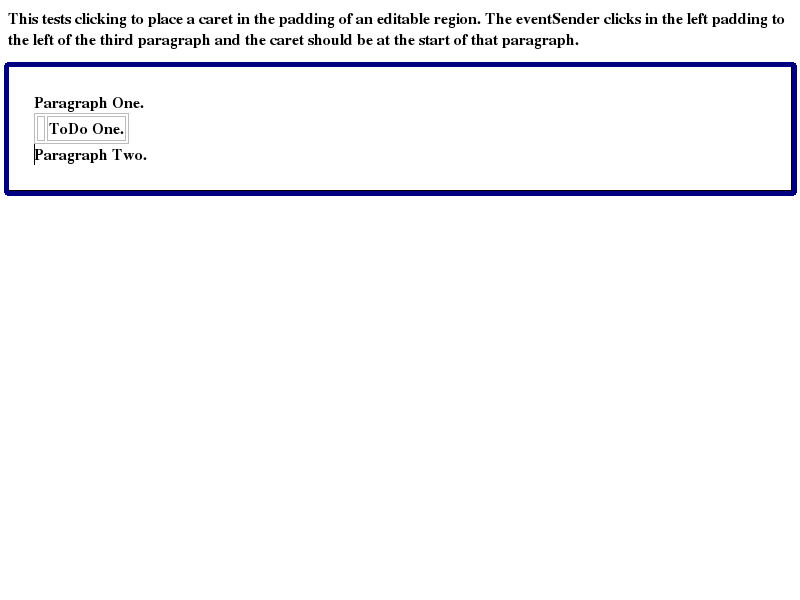 This tests clicking to place a caret in the padding of an editable region. The eventSender clicks in the left padding to
the left of the third paragraph and the caret should be at the start of that paragraph.
Paragraph One.
ToDo One.
Paragraph Two.